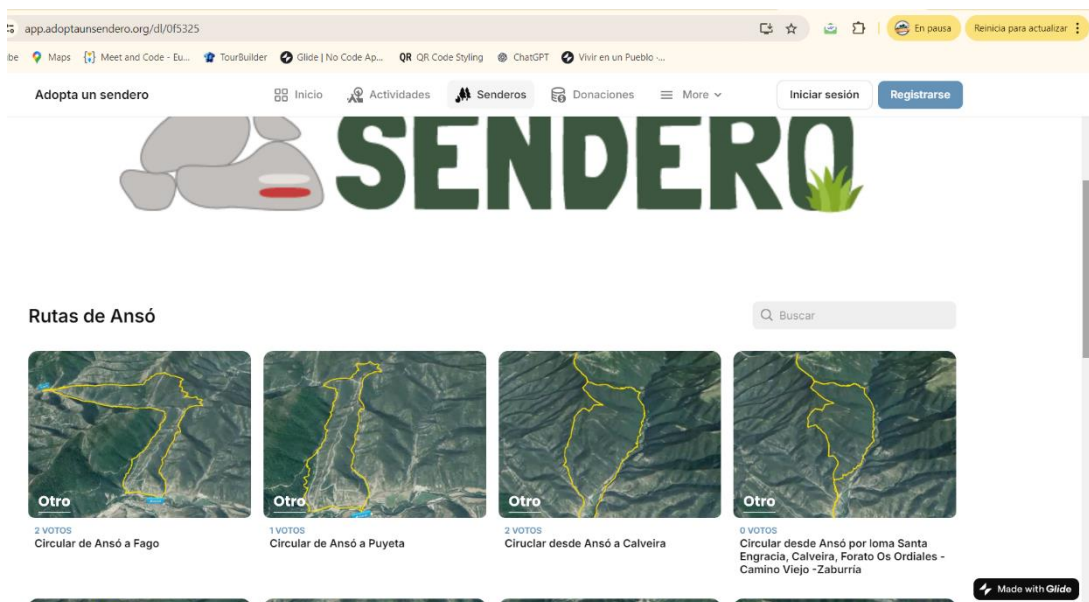 app.adoptaunsendero.org/dl/0f5325
En pausa
Reinicia para actualizar
Maps
Meet and Code - Eu...
TourBuilder
Glide | No Code Ap...
QR QR Code Styling
ChatGPT
Vivir en un Pueblo -...
Adopta un sendero
Inicio
Actividades
Senderos
Donaciones
More
Iniciar sesión
Registrarse
SENDERO
Rutas de Ansó
Buscar
Otro
2 VOTOS
Circular de Ansó a Fago
Otro
1 VOTOS
Circular de Ansó a Puyeta
Otro
2 VOTOS
Ciruclar desde Ansó a Calveira
Otro
0 VOTOS
Circular desde Ansó por loma Santa
Engracia, Calveira, Forato Os Ordiales -
Camino Viejo -Zaburría
Made with Glide